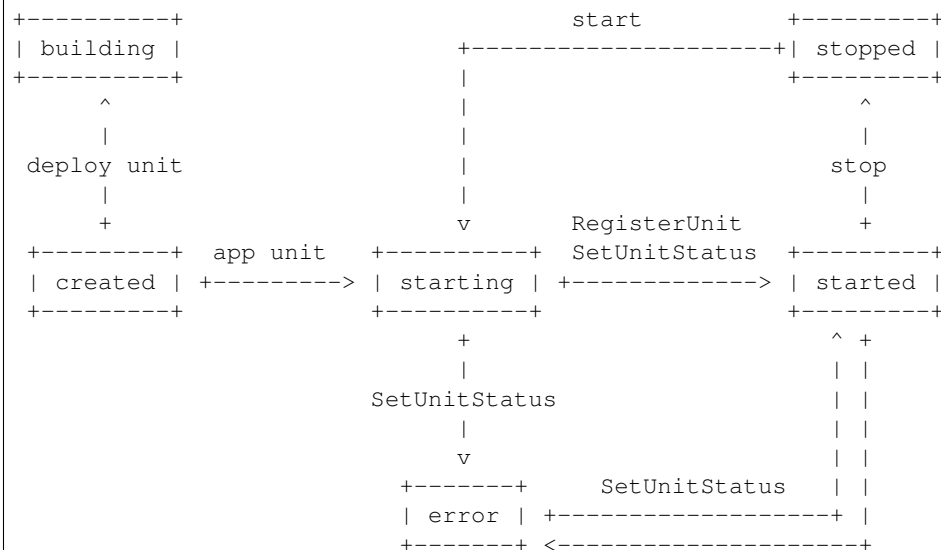 start
building
stopped
deploy unit
stop
RegisterUnit
app unit
SetUnitStatus
created
starting
started
SetUnitStatus
SetUnitStatus
error